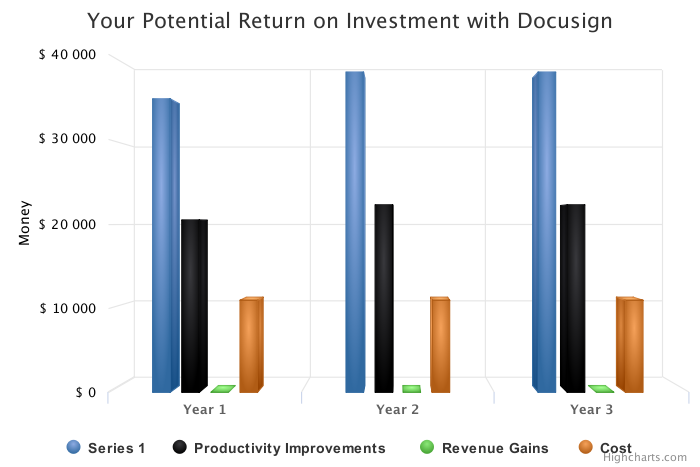 Your Potential Return on Investment with Docusign
$ 40 000
$ 30 000
$ 20 000
$ 10 000
$ 0
Money
Year 1 Year 2 Year 3
Series 1 Productivity Improvements Revenue Gains Cost
Highcharts.com